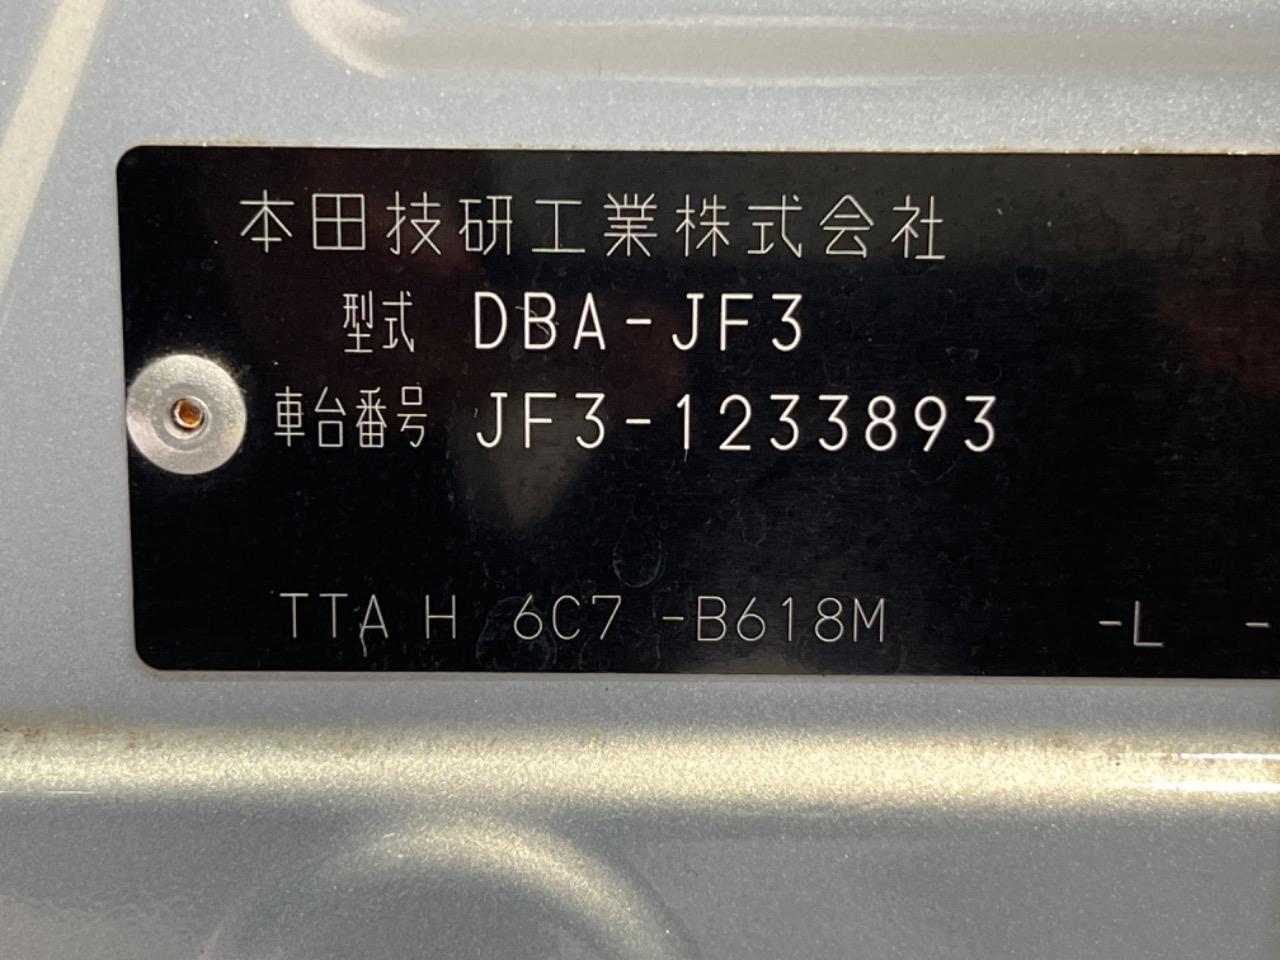 本田技研工業株式会社
型式 DBA-JF3
車台番号 JF3-1233893
TTA H 6C7 -B618M -L -